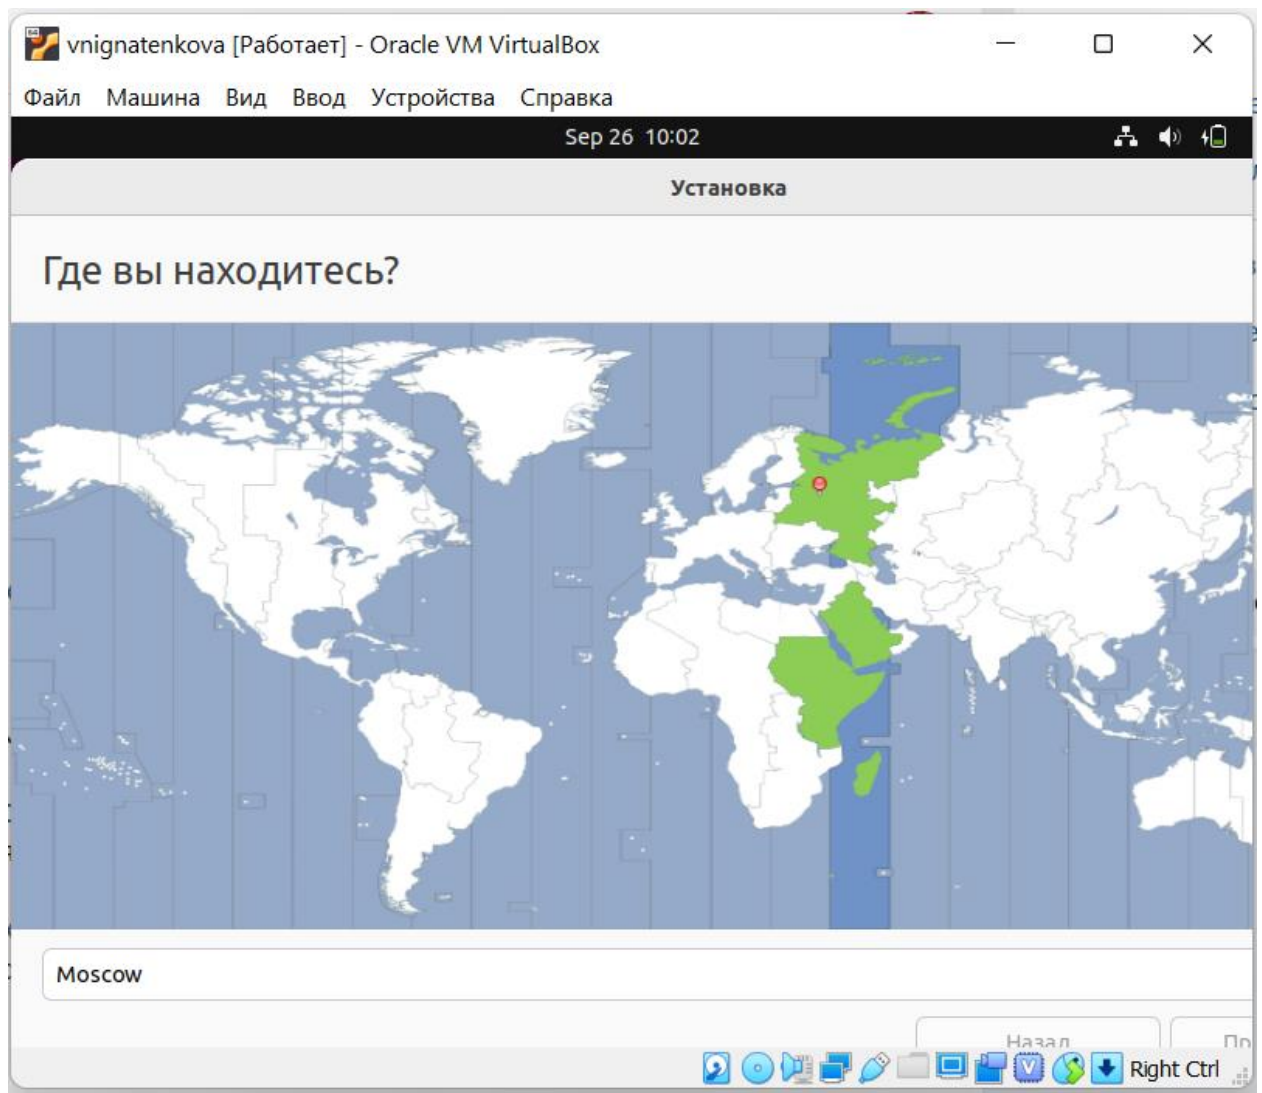 vnignatenkova [Работает] - Oracle VM VirtualBox
Файл Машина Вид Ввод Устройства Справка
Sep 26 10:02
Установка
Где вы находитесь?
Moscow
Назад
Right Ctrl